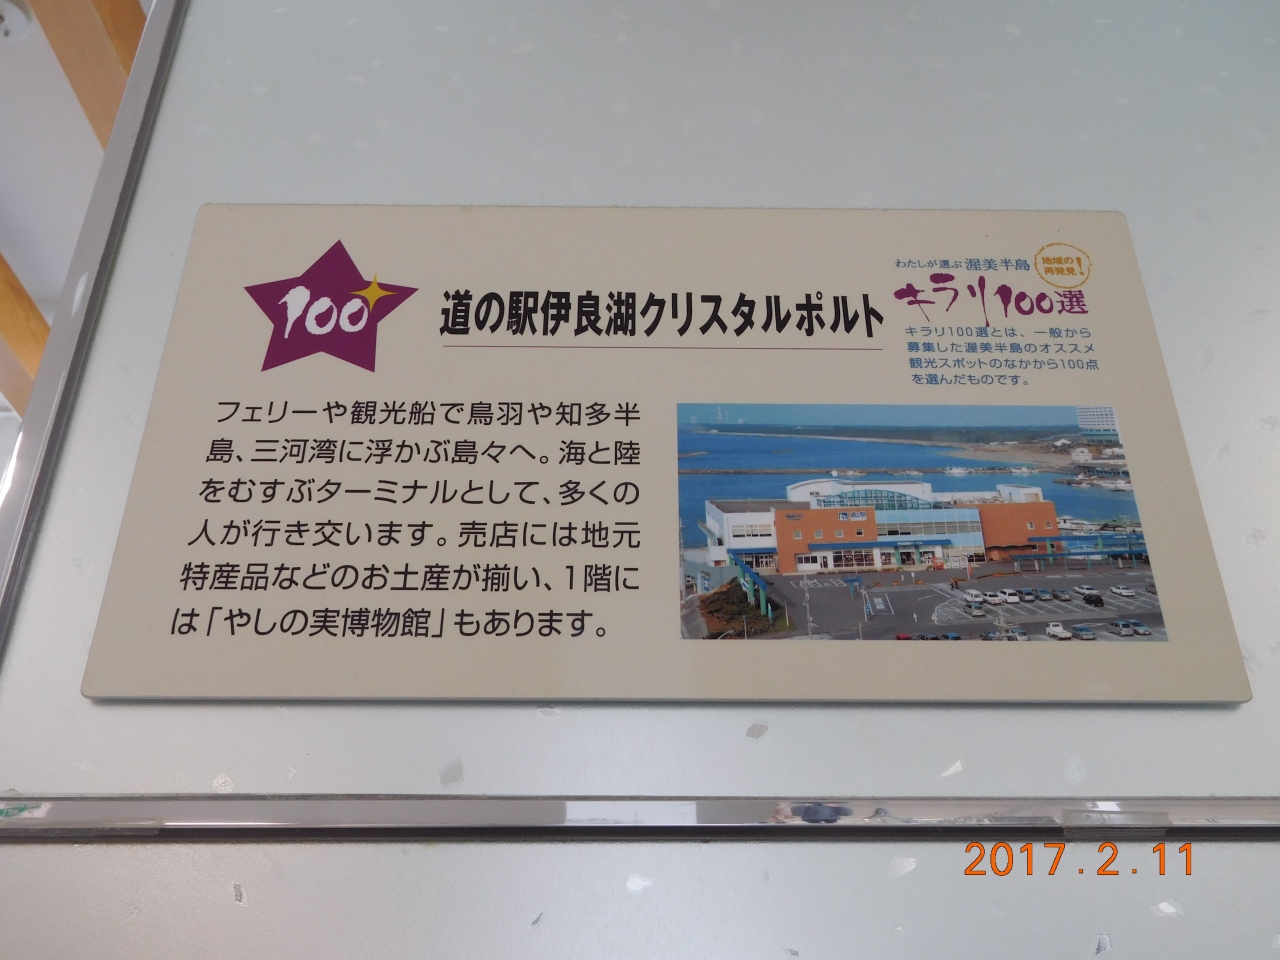 100
道の駅伊良湖クリスタルポルト
わたしが選ぶ渥美半島
地域の
再発見!
キラリ100選
キラリ100選とは、一般から
募集した渥美半島のオススメ
観光スポットのなかから100点
を選んだものです。
フェリーや観光船で鳥羽や知多半
島、三河湾に浮かぶ島々へ。海と陸
をむすぶターミナルとして、多くの
人が行き交います。売店には地元
特産品などのお土産が揃い、1階に
は「やしの実博物館」もあります。
2017.2.11